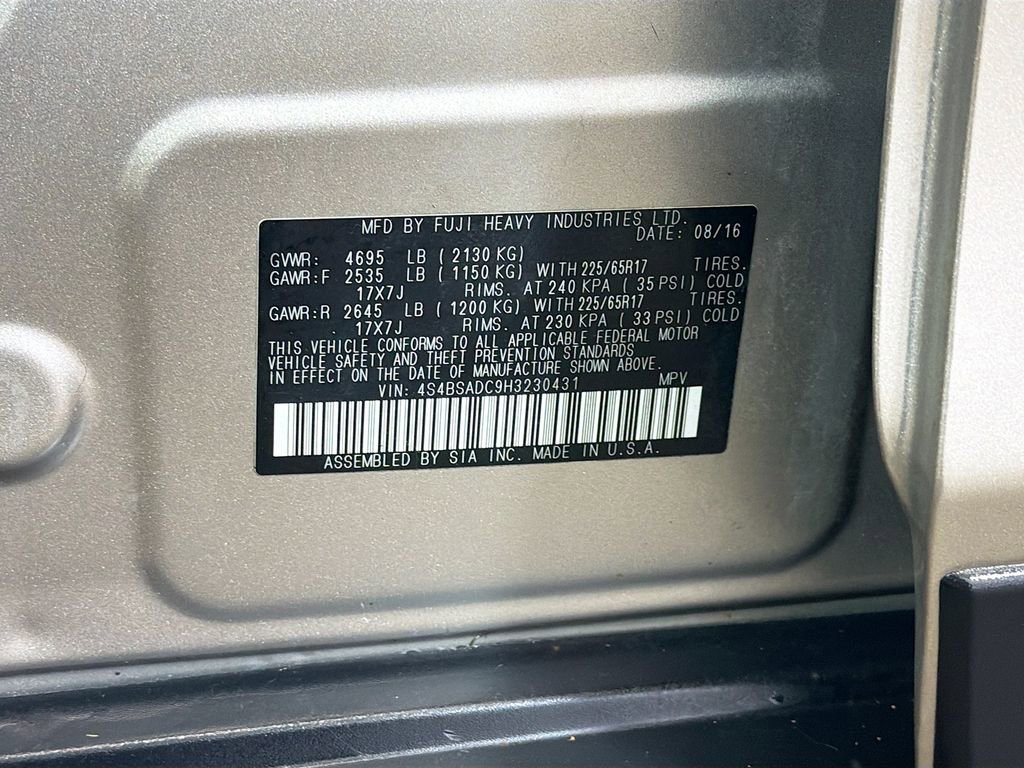 MFD BY FUJI HEAVY INDUSTRIES LTD.
DATE: 08/16
GVWR: 4695 LB ( 2130 KG)
GAWR:F 2535 LB ( 1150 KG) WITH 225/65R17 TIRES.
17X7J RIMS. AT 240 KPA ( 35 PSI) COLD
GAWR:R 2645 LB ( 1200 KG) WITH 225/65R17 TIRES.
17X7J RIMS. AT 230 KPA ( 33 PSI) COLD
THIS VEHICLE CONFORMS TO ALL APPLICABLE FEDERAL MOTOR
VEHICLE SAFETY AND THEFT PREVENTION STANDARDS
IN EFFECT ON THE DATE OF MANUFACTURE SHOWN ABOVE.
VIN: 4S4BSADC9H3230431 MPV
ASSEMBLED BY SIA INC. MADE IN U.S.A.